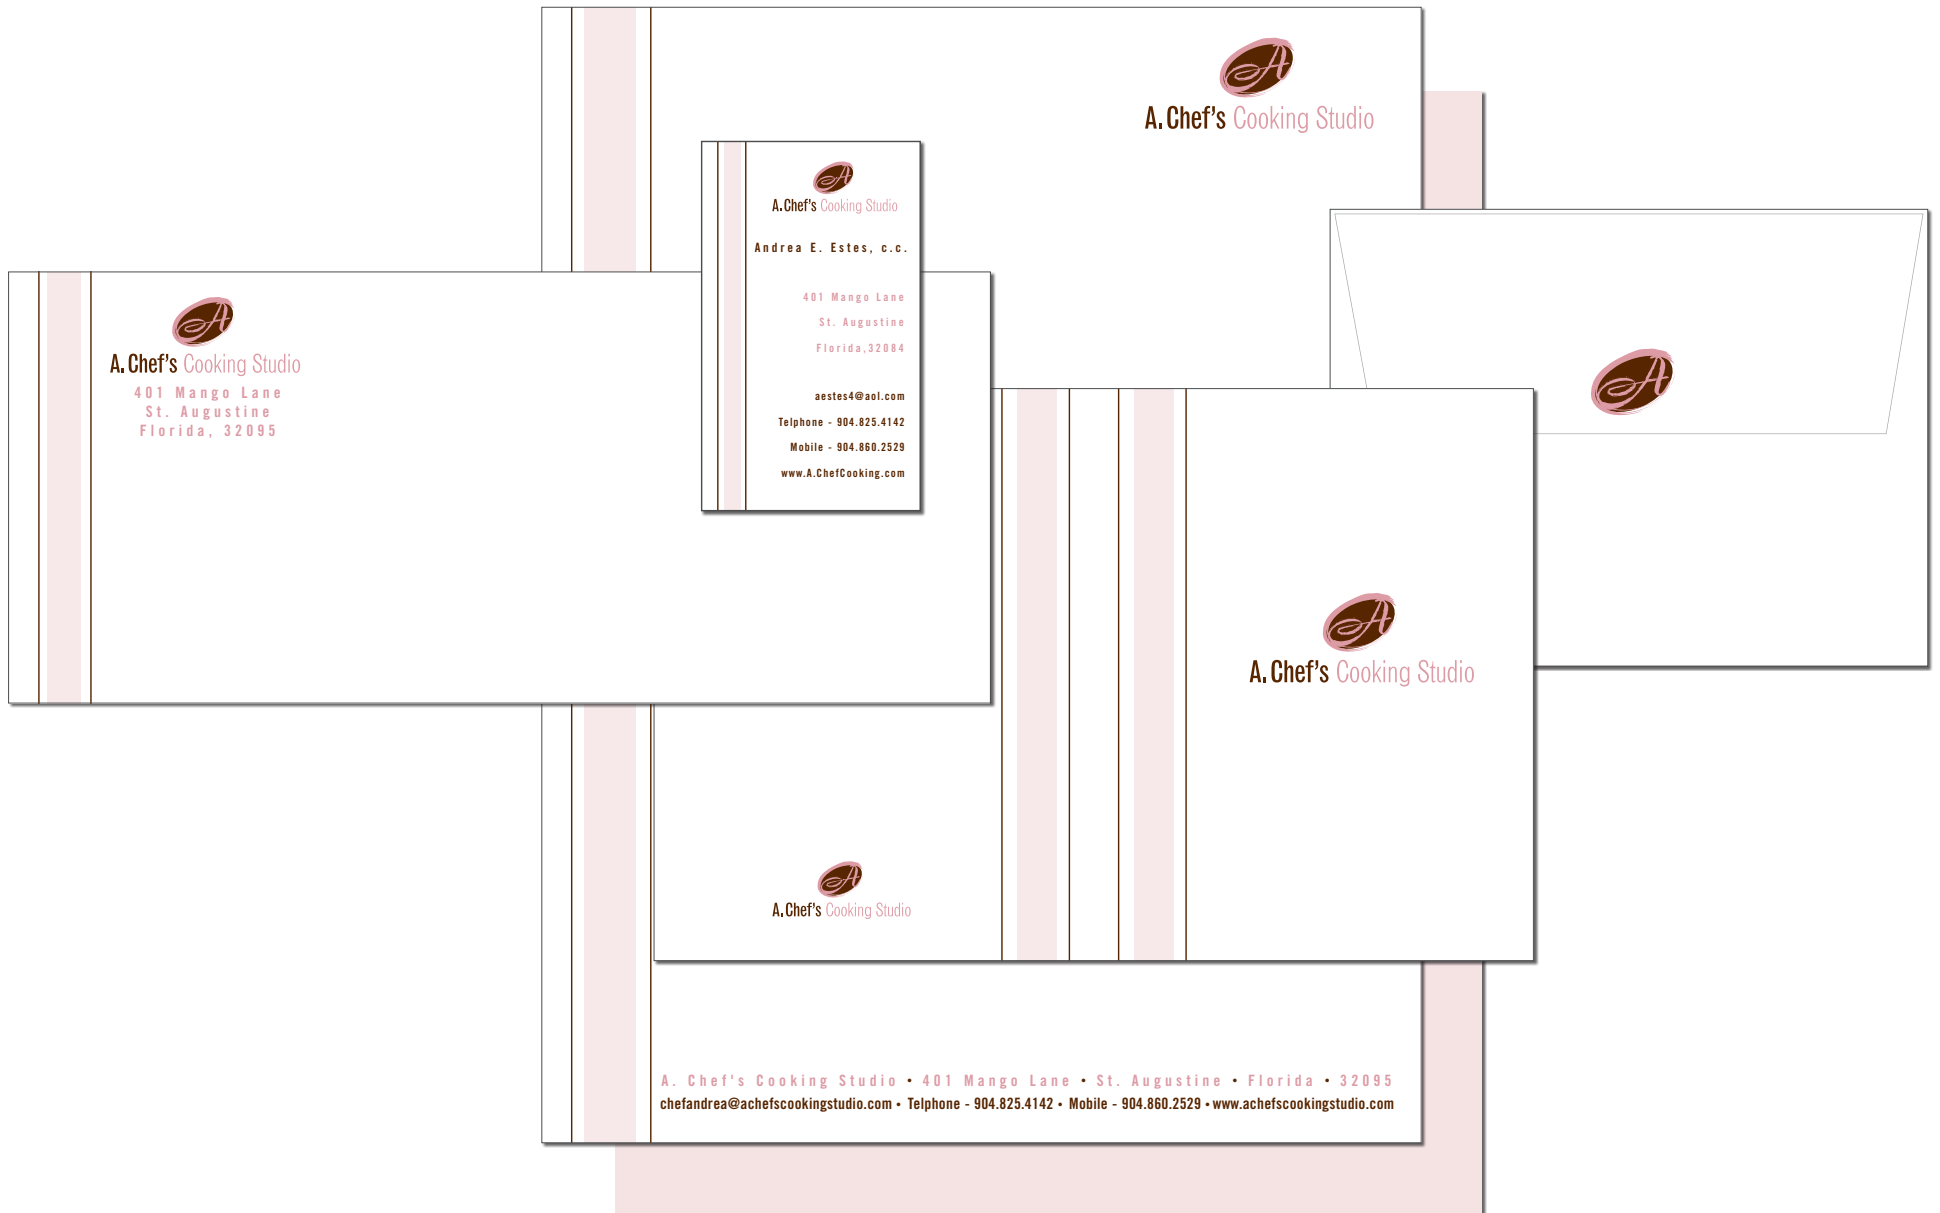 A
A. Chef's Cooking Studio
A
A. Chef's Cooking Studio
Andrea E. Estes, c.c.
401 Mango Lane
St. Augustine
Florida,32084
aestes4@aol.com
Telphone - 904.825.4142
Mobile - 904.860.2529
www.A.ChefCooking.com
A
A. Chef's Cooking Studio
401 Mango Lane
St. Augustine
Florida, 32095
A
A
A. Chef's Cooking Studio
A
A. Chef's Cooking Studio
A. Chef's Cooking Studio • 401 Mango Lane • St. Augustine • Florida • 32095
chefandrea@achefscookingstudio.com • Telphone - 904.825.4142 • Mobile - 904.860.2529 • www.achefscookingstudio.com